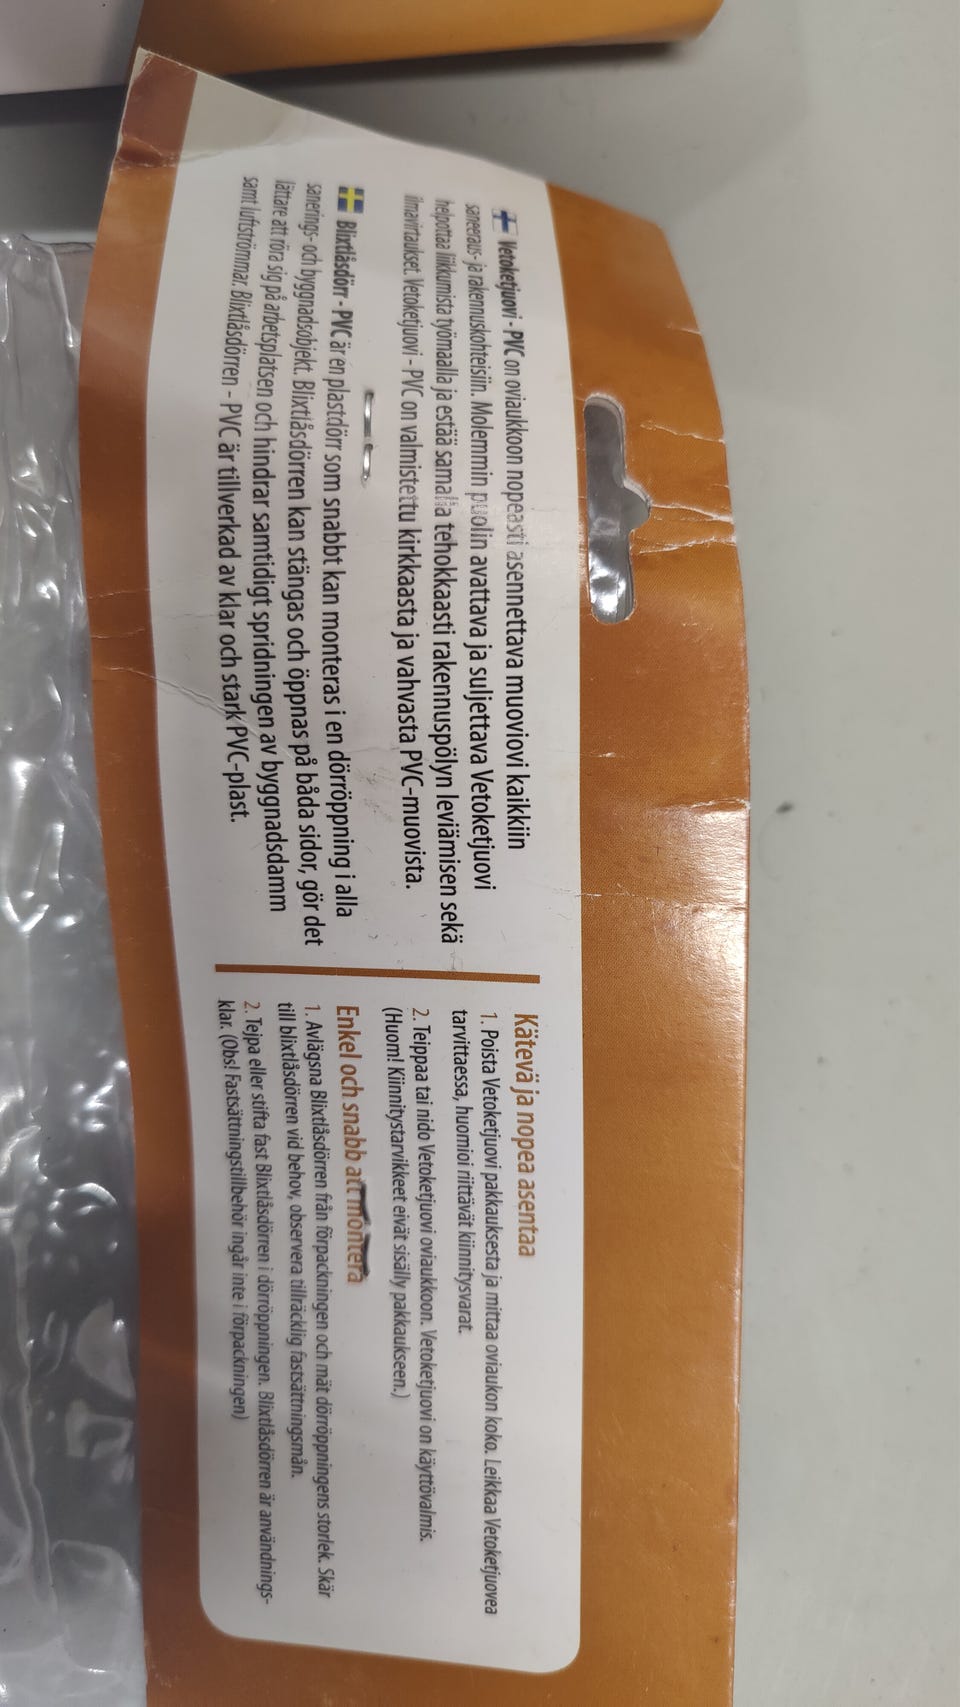 Vetoketjuovi - PVC on oviaukkoon nopeasti asennettava muoviovi kaikkiin
saneeraus- ja rakennuskohteisiin. Molemmin puolin avattava ja suljettava Vetoketjuovi
helpottaa liikkumista työmaalla ja estää samalla tehokkaasti rakennuspölyn leviämisen sekä
ilmavirtaukset. Vetoketjuovi - PVC on valmistettu kirkkaasta ja vahvasta PVC-muovista.
Blixtlåsdörr - PVC är en plastdörr som snabbt kan monteras i en dörröppning i alla
sanerings- och byggnadsobjekt. Blixtlåsdörren kan stängas och öppnas på båda sidor, gör det
lättare att röra sig på arbetsplatsen och hindrar samtidigt spridningen av byggnadsdamm
samt luftströmmar. Blixtlåsdörren - PVC är tillverkad av klar och stark PVC-plast.
Kätevä ja nopea asentaa
1. Poista Vetoketjuovi pakkauksesta ja mittaa oviaukon koko. Leikkaa Vetoketjuovea
tarvittaessa, huomioi riittävät kiinnitysvarat.
2. Teippaa tai nido Vetoketjuovi oviaukkoon. Vetoketjuovi on käyttövalmis.
(Huom! Kiinnitystarvikkeet eivät sisälly pakkaukseen.)
Enkel och snabb att montera
1. Avlägsna Blixtlåsdörren från förpackningen och mät dörröppningens storlek. Skär
till blixtlåsdörren vid behov, observera tillräcklig fastsättningsmån.
2. Tejpa eller stifta fast Blixtlåsdörren i dörröppningen. Blixtlåsdörren är användnings-
klar. (Obs! Fastsättningstillbehör ingår inte i förpackningen)